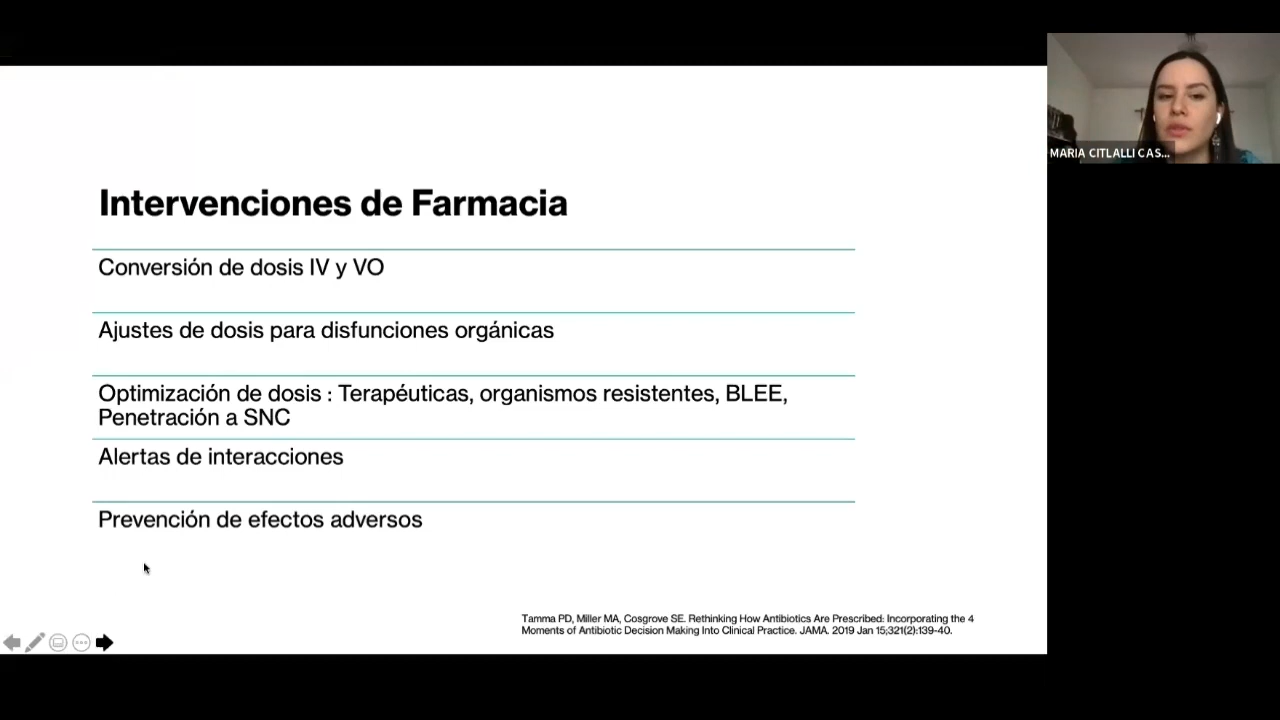 Intervenciones de Farmacia
Conversión de dosis IV y VO
Ajustes de dosis para disfunciones orgánicas
Optimización de dosis : Terapéuticas, organismos resistentes, BLEE,
Penetración a SNC
Alertas de interacciones
Prevención de efectos adversos
Tamma PD, Miller MA, Cosgrove SE. Rethinking How Antibiotics Are Prescribed: Incorporating the 4
Moments of Antibiotic Decision Making Into Clinical Practice. JAMA. 2019 Jan 15;321(2):139-40.
MARIA CITLALLI CAS...